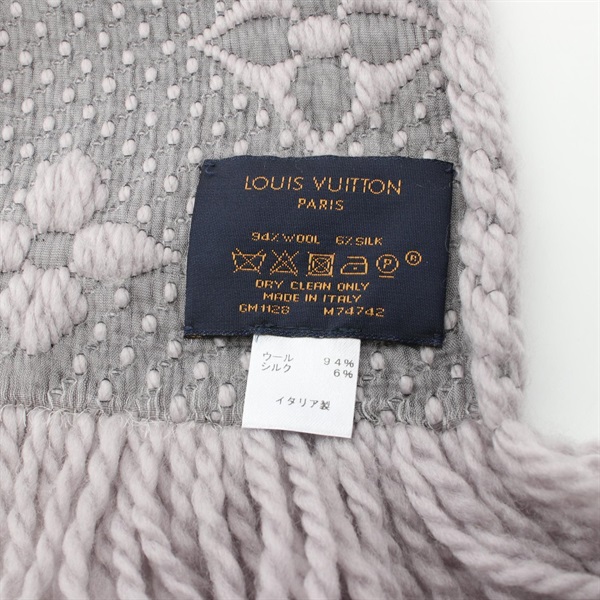 LOUIS VUITTON
PARIS
94% WOOL 6% SILK
P ®
DRY CLEAN ONLY
MADE IN ITALY
GM1128 M74742
ウール 94%
シルク 6%
イタリア製